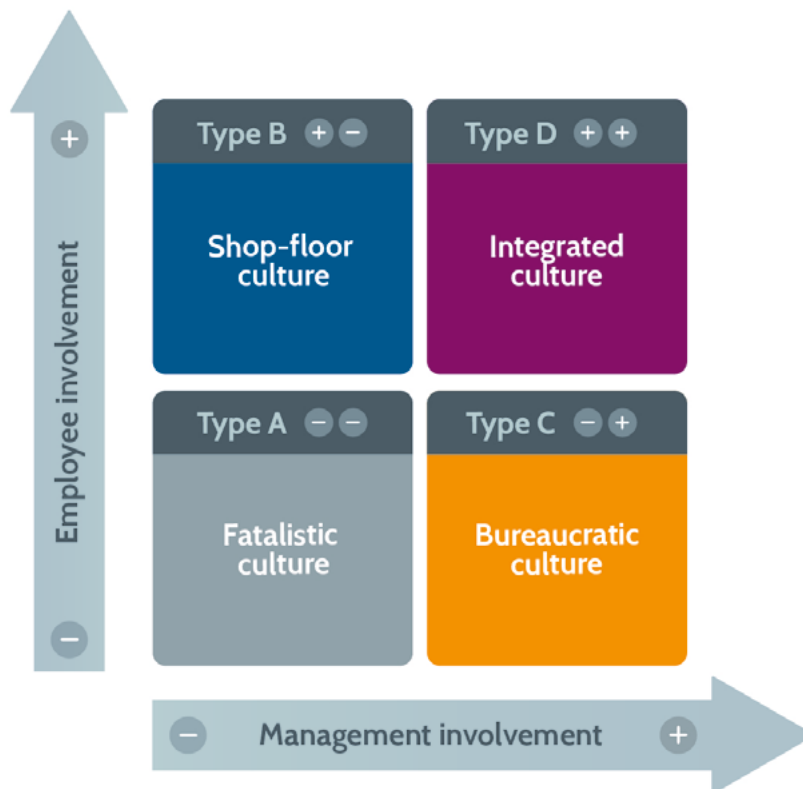 +
Type B + −
Type D + +
Shop-floor
culture
Integrated
culture
Employee involvement
Type A − −
Type C − +
Fatalistic
culture
Bureaucratic
culture
−
− Management involvement +